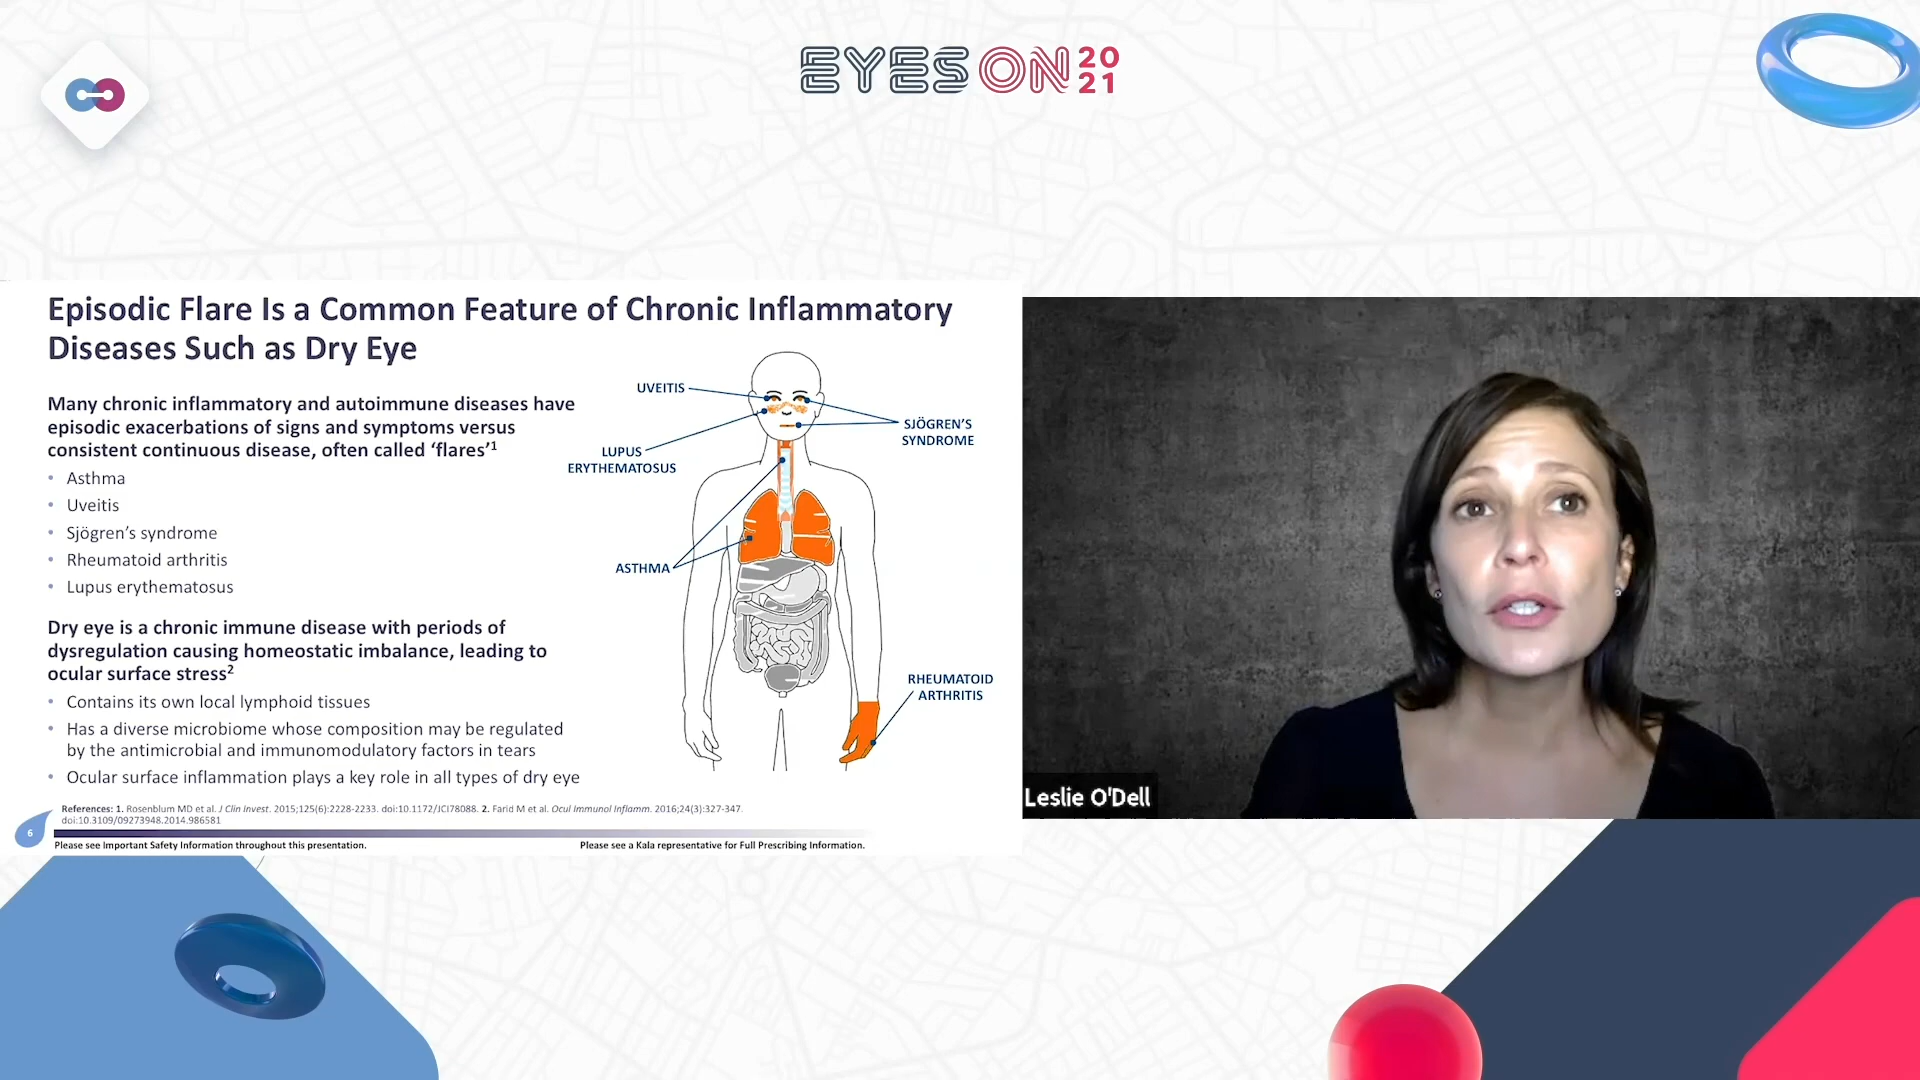 EYES ON 20
21
Episodic Flare Is a Common Feature of Chronic Inflammatory
Diseases Such as Dry Eye
Many chronic inflammatory and autoimmune diseases have
episodic exacerbations of signs and symptoms versus
consistent continuous disease, often called ‘flares’¹
• Asthma
• Uveitis
• Sjögren’s syndrome
• Rheumatoid arthritis
• Lupus erythematosus
Dry eye is a chronic immune disease with periods of
dysregulation causing homeostatic imbalance, leading to
ocular surface stress²
• Contains its own local lymphoid tissues
• Has a diverse microbiome whose composition may be regulated
by the antimicrobial and immunomodulatory factors in tears
• Ocular surface inflammation plays a key role in all types of dry eye
UVEITIS
LUPUS
ERYTHEMATOSUS
SJÖGREN’S
SYNDROME
ASTHMA
RHEUMATOID
ARTHRITIS
References: 1. Rosenblum MD et al. J Clin Invest. 2015;125(6):2228-2233. doi:10.1172/JCI78088. 2. Farid M et al. Ocul Immunol Inflamm. 2016;24(3):327-347.
doi:10.3109/09273948.2014.986581
6
Please see Important Safety Information throughout this presentation.
Please see a Kala representative for Full Prescribing Information.
Leslie O'Dell